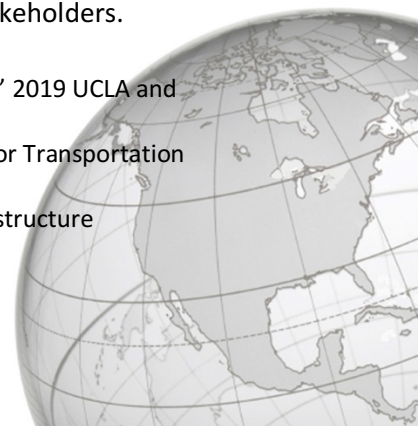 keholders.
” 2019 UCLA and
or Transportation
structure